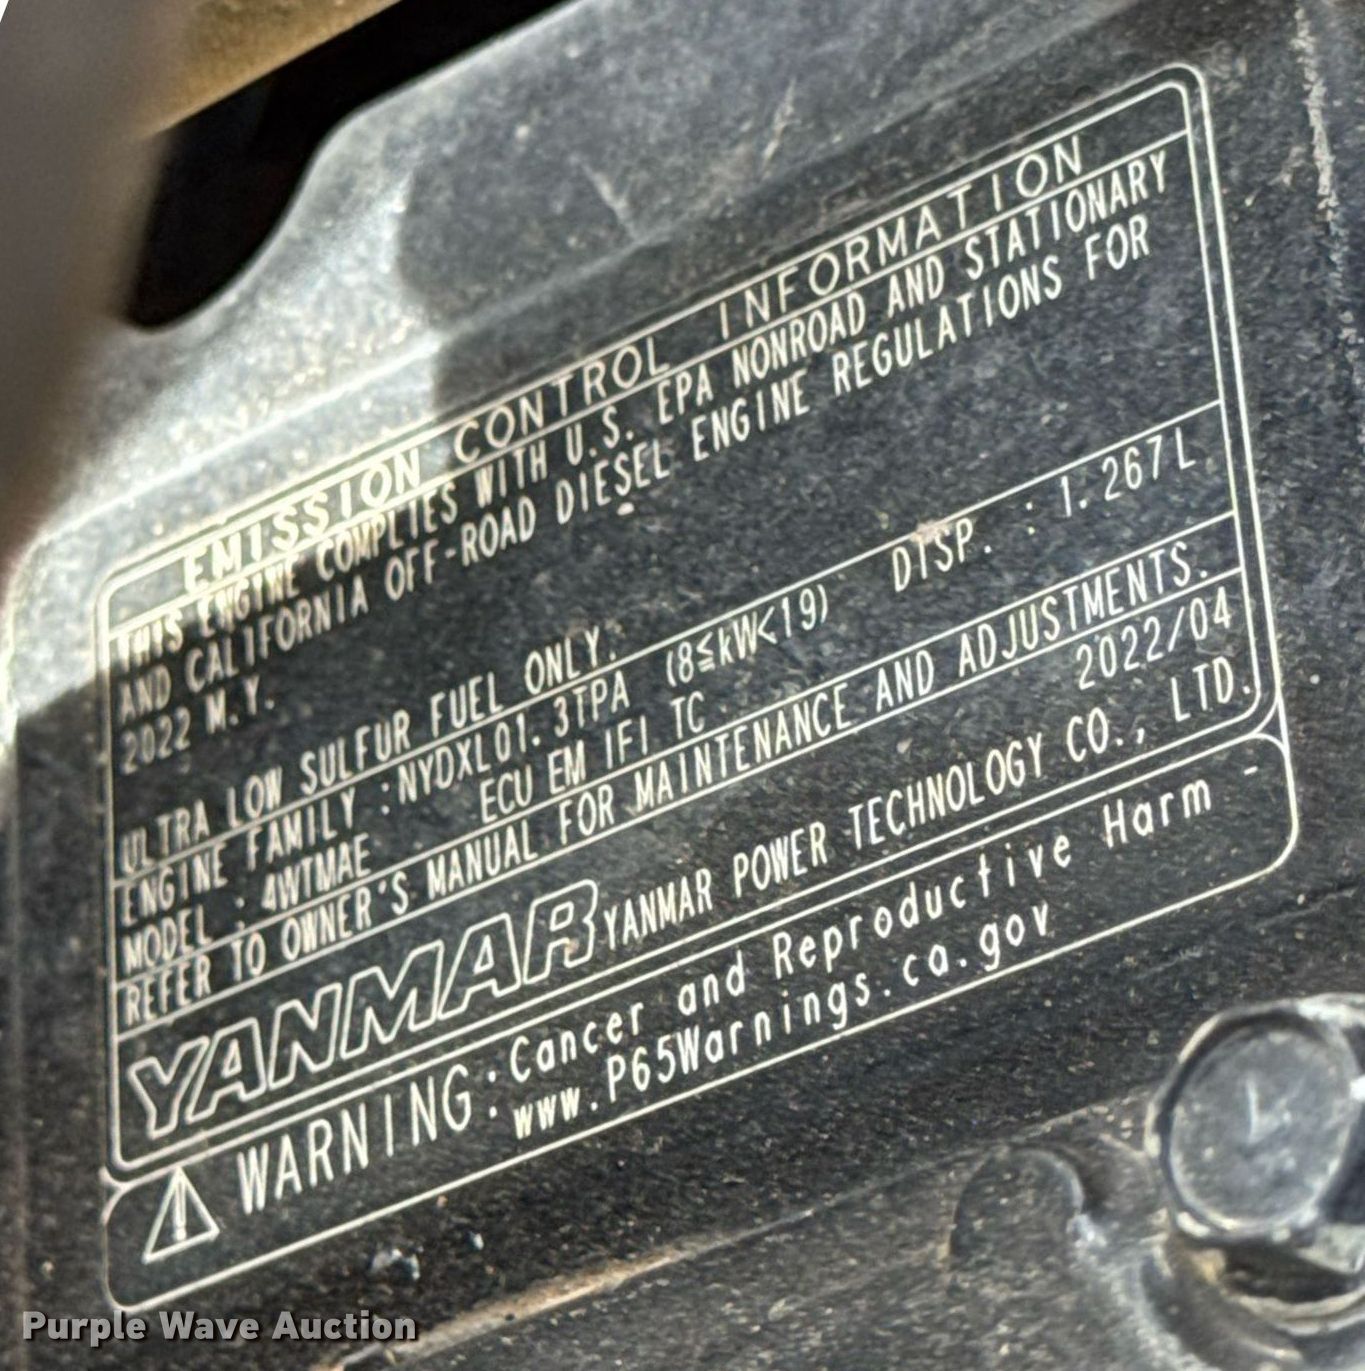 EMISSION CONTROL INFORMATION
THIS ENGINE COMPLIES WITH U.S. EPA NONROAD AND STATIONARY
AND CALIFORNIA OFF-ROAD DIESEL ENGINE REGULATIONS FOR
2022 M.Y.
ULTRA LOW SULFUR FUEL ONLY.
ENGINE FAMILY :NYDXL01.3TPA (8≦kW<19) DISP. : 1.267L
MODEL : 4WTMAE ECU EM IFI TC
REFER TO OWNER'S MANUAL FOR MAINTENANCE AND ADJUSTMENTS.
2022/04
YANMAR YANMAR POWER TECHNOLOGY CO., LTD.
WARNING: Cancer and Reproductive Harm -
www.P65Warnings.ca.gov
Purple Wave Auction